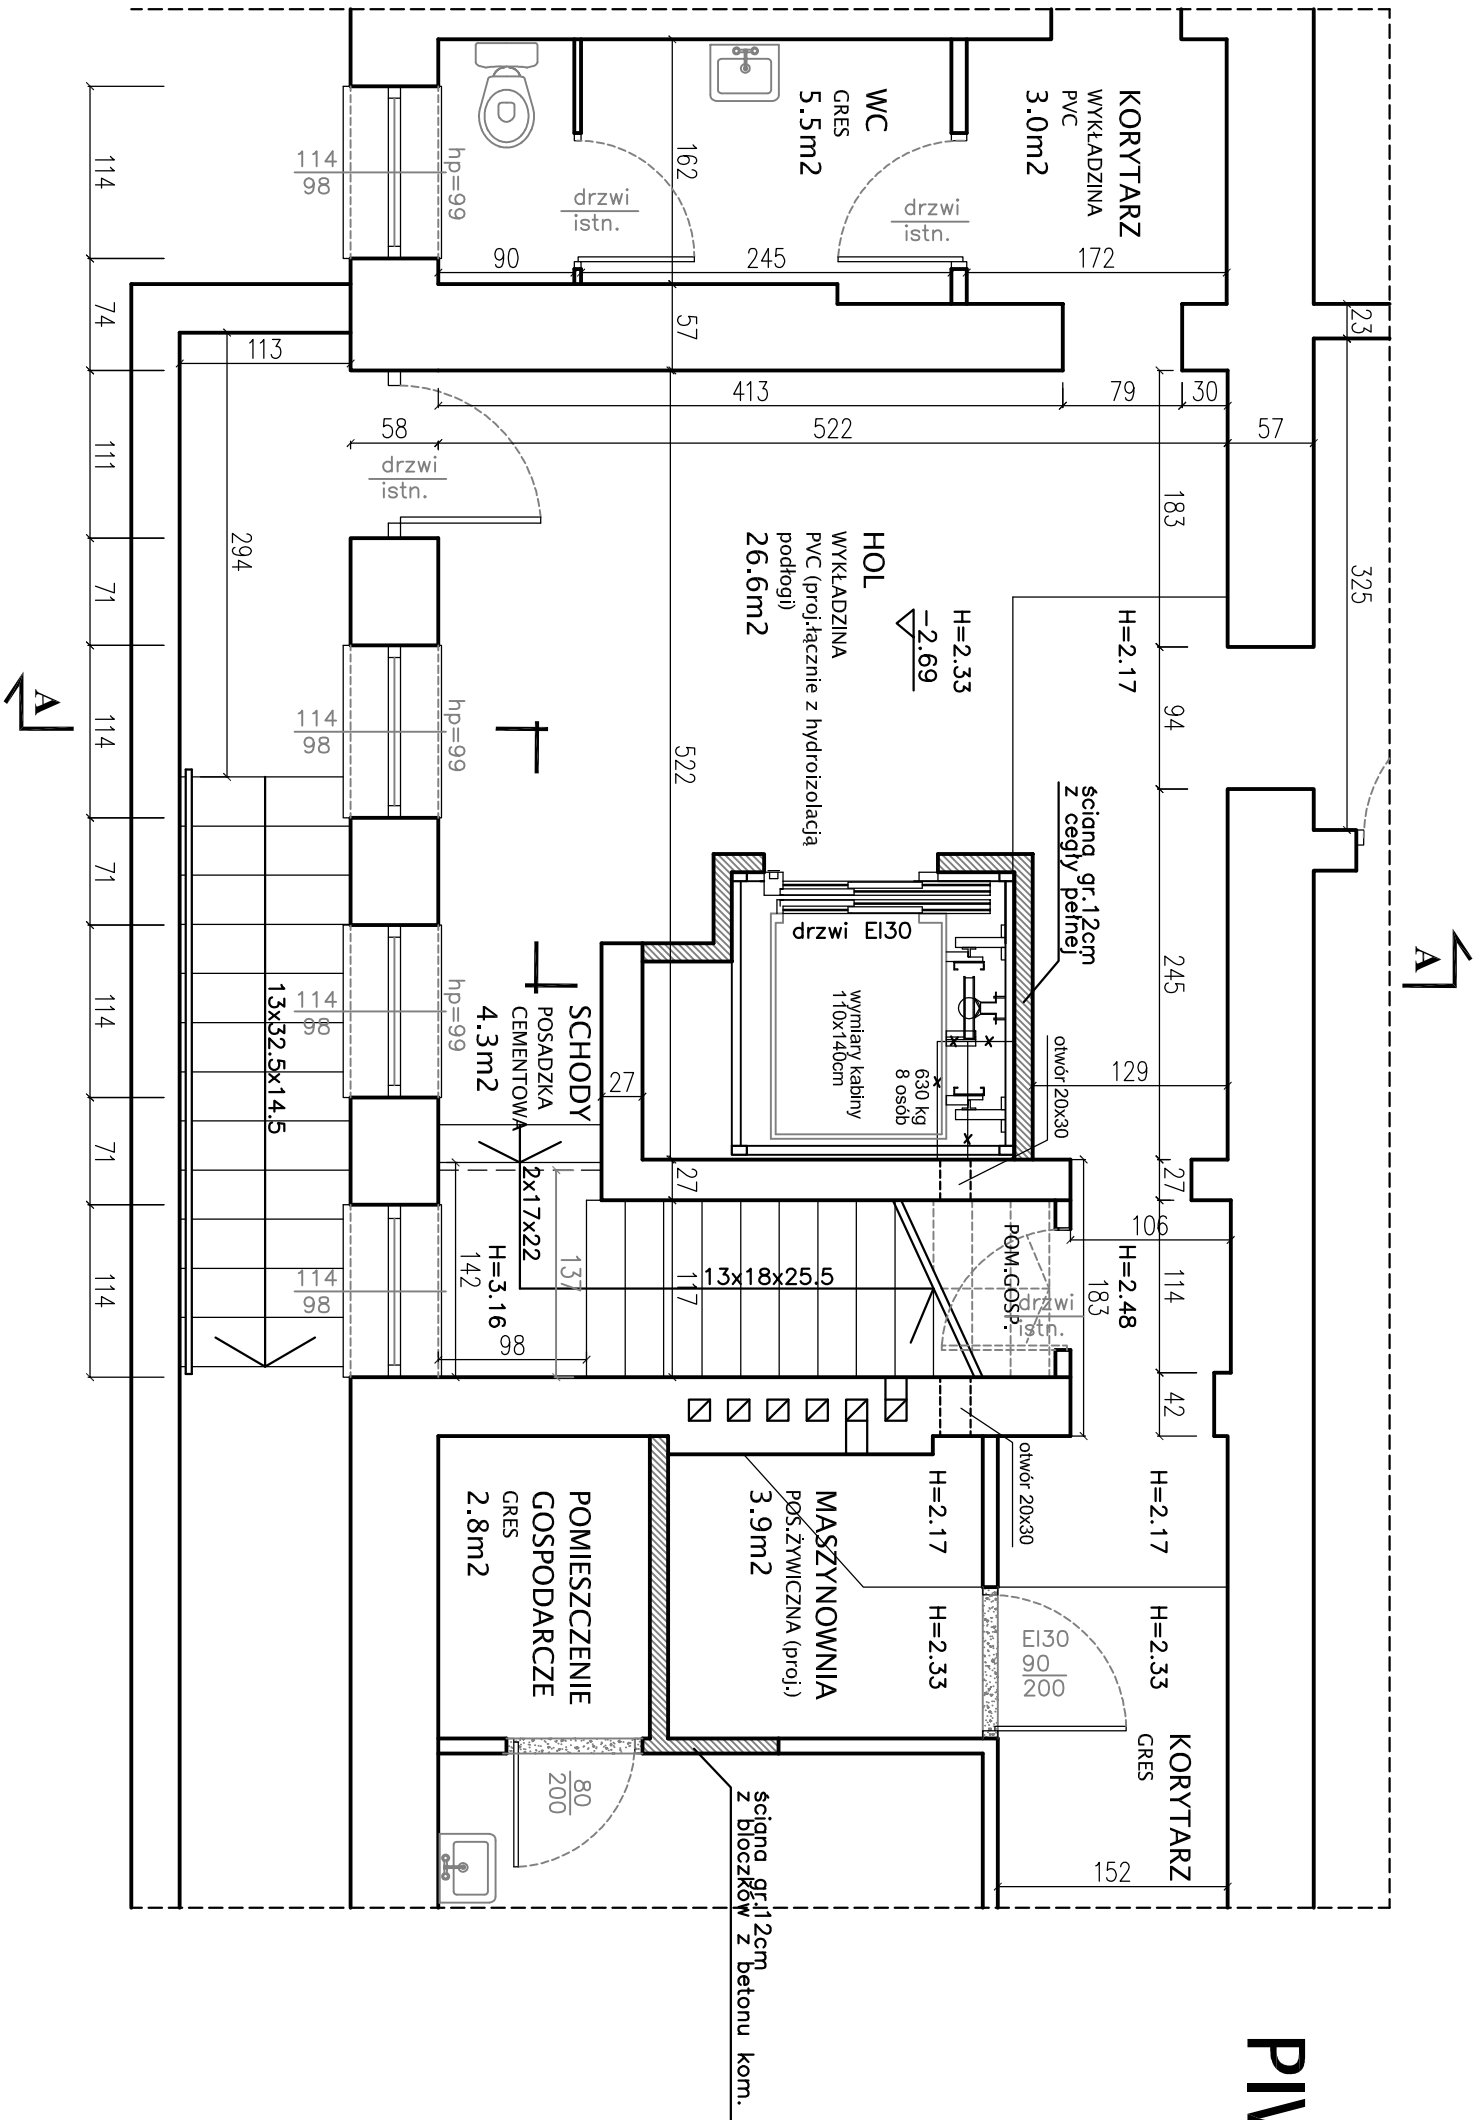 KORYTARZ
WYKŁADZINA
PVC
3.0m2
WC
GRES
5.5m2
drzwi
istn.
drzwi
istn.
hp=99
114
98
162
90
245
172
57
23
325
113
413
79
30
58
522
57
drzwi
istn.
294
183
94
245
HOL
WYKŁADZINA
PVC (proj.łącznie z hydroizolacją
podłogi)
26.6m2
H=2.33
-2.69
H=2.17
522
hp=99
114
98
A
A
ściana gr.12cm
z cegły pełnej
drzwi EI30
wymiary kabiny
110x140cm
630 kg
8 osób
otwór 20x30
129
hp=99
114
98
13x32.5x14.5
SCHODY
POSADZKA
CEMENTOWA
4.3m2
27
27
27
2x17x22
H=3.16
142
137
98
117
13x18x25.5
POM.GOSP.
drzwi
istn.
106
H=2.48
183
114
42
114
98
otwór 20x30
H=2.17
H=2.17
H=2.33
H=2.33
MASZYNOWNIA
POS.ŻYWICZNA (proj.)
3.9m2
POMIESZCZENIE
GOSPODARCZE
GRES
2.8m2
EI30
90
200
KORYTARZ
GRES
152
80
200
ściana gr.12cm
z bloczków z betonu kom.
114
74
111
71
114
71
114
71
114
PIW